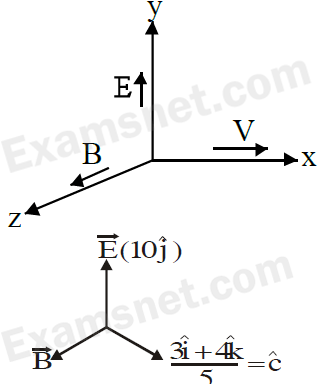 y
E
V
B
x
z
Examsnet.com
E⃗(10ĵ)
B⃗
3î+4k̂
5
=ĉ
Examsnet.com